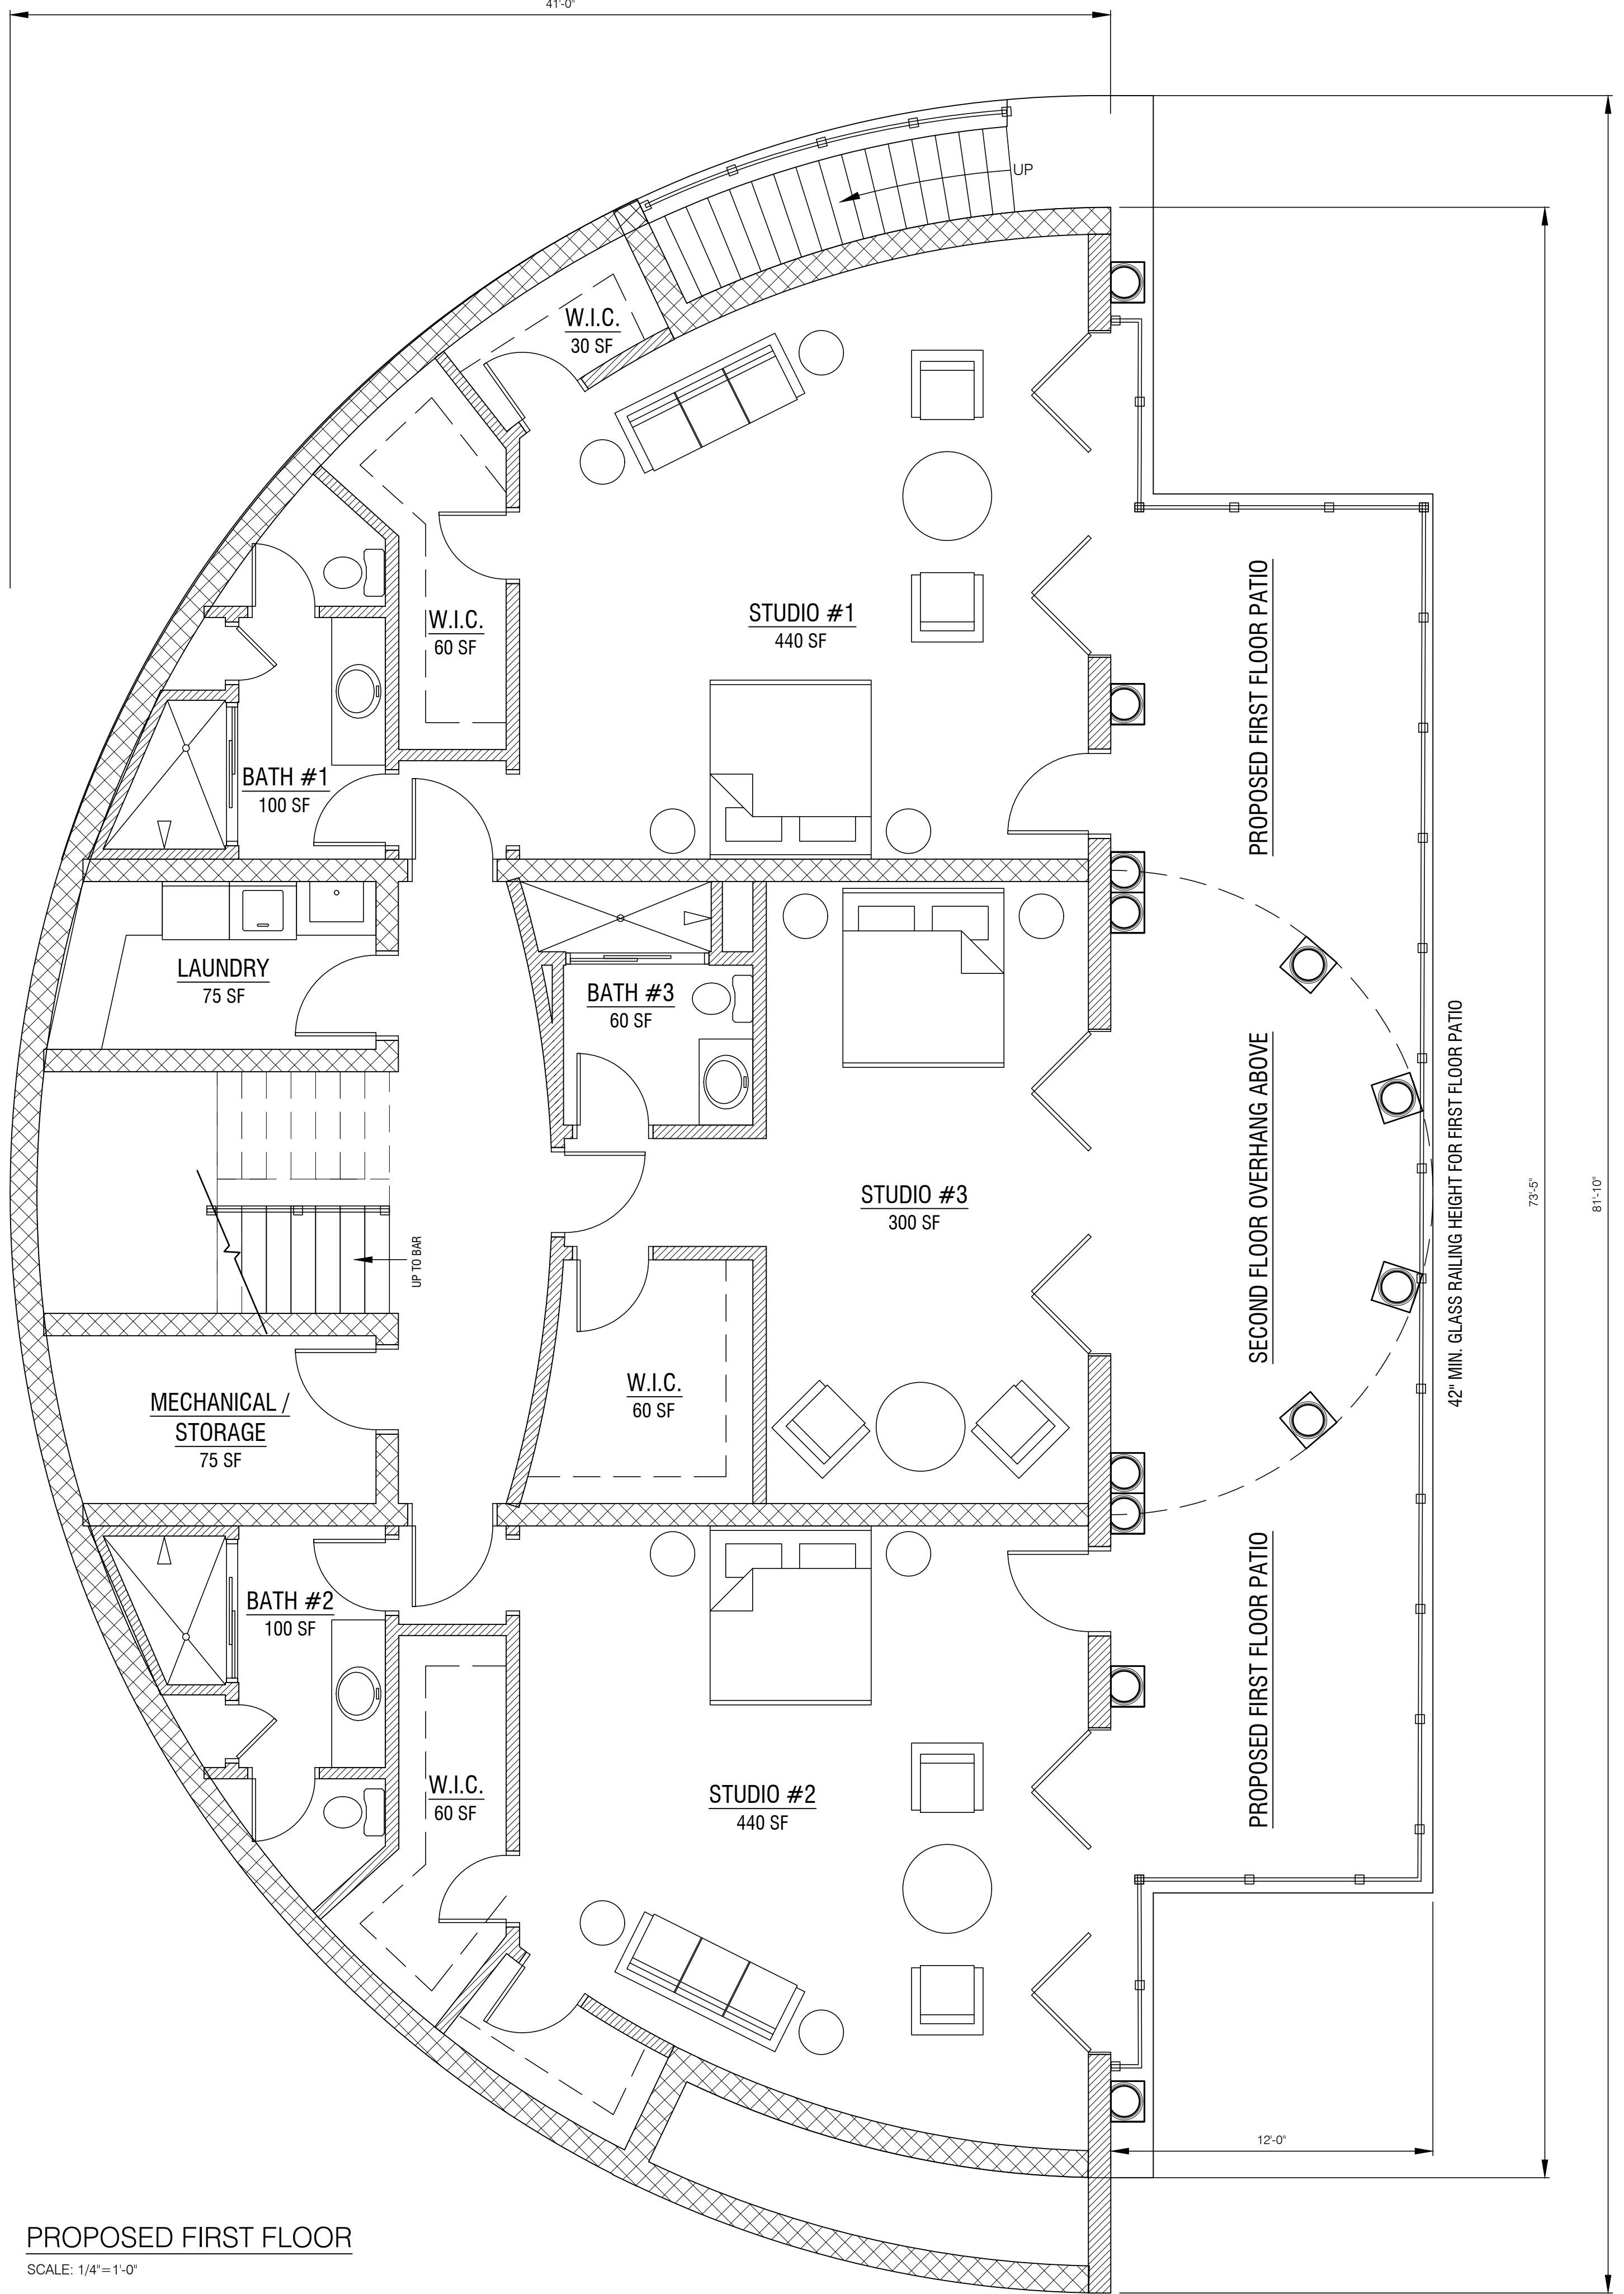 41'-0"
UP
W.I.C.
30 SF
W.I.C.
60 SF
STUDIO #1
440 SF
PROPOSED FIRST FLOOR PATIO
BATH #1
100 SF
LAUNDRY
75 SF
BATH #3
60 SF
STUDIO #3
300 SF
SECOND FLOOR OVERHANG ABOVE
42" MIN. GLASS RAILING HEIGHT FOR FIRST FLOOR PATIO
73'-5"
81'-10"
UP TO BAR
W.I.C.
60 SF
MECHANICAL /
STORAGE
75 SF
BATH #2
100 SF
W.I.C.
60 SF
STUDIO #2
440 SF
PROPOSED FIRST FLOOR PATIO
12'-0"
PROPOSED FIRST FLOOR
SCALE: 1/4"=1'-0"